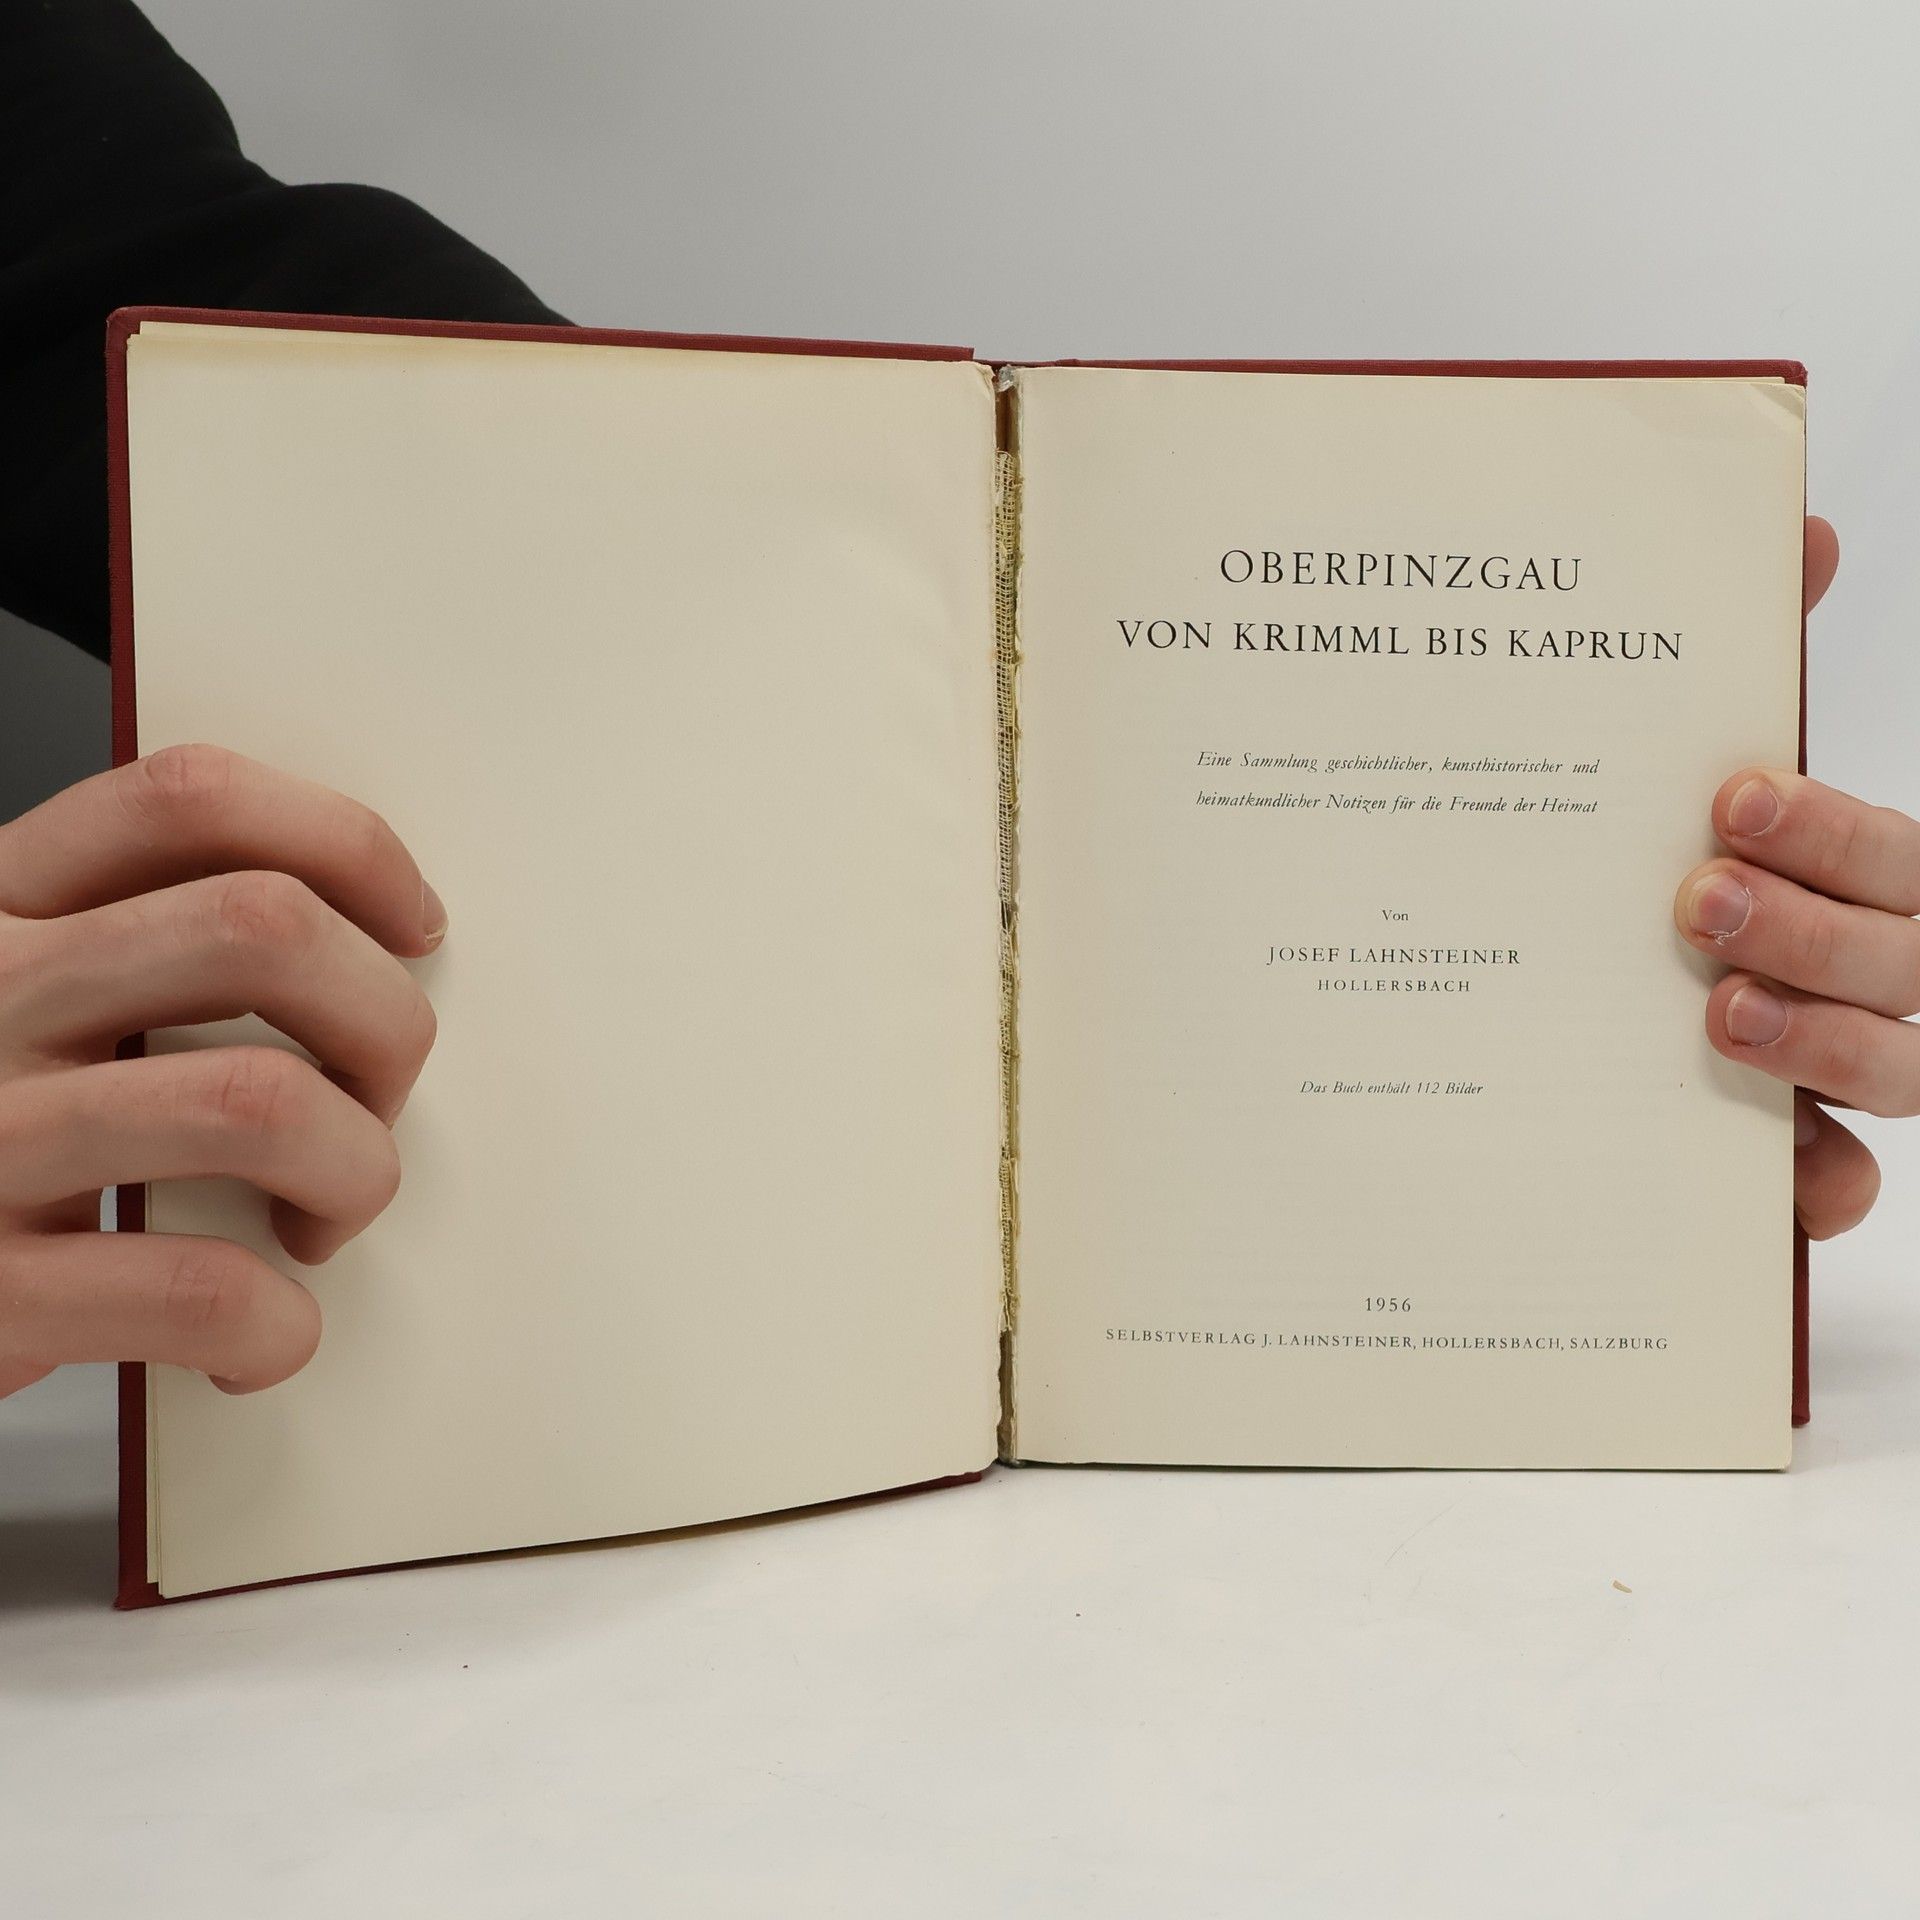 OBERPINZGAU
VON KRIMML BIS KAPRUN
Eine Sammlung geschichtlicher, kunsthistorischer und
heimatkundlicher Notizen für die Freunde der Heimat
Von
JOSEF LAHNSTEINER
HOLLERSBACH
Das Buch enthält 112 Bilder
1956
SELBSTVERLAG J. LAHNSTEINER, HOLLERSBACH, SALZBURG